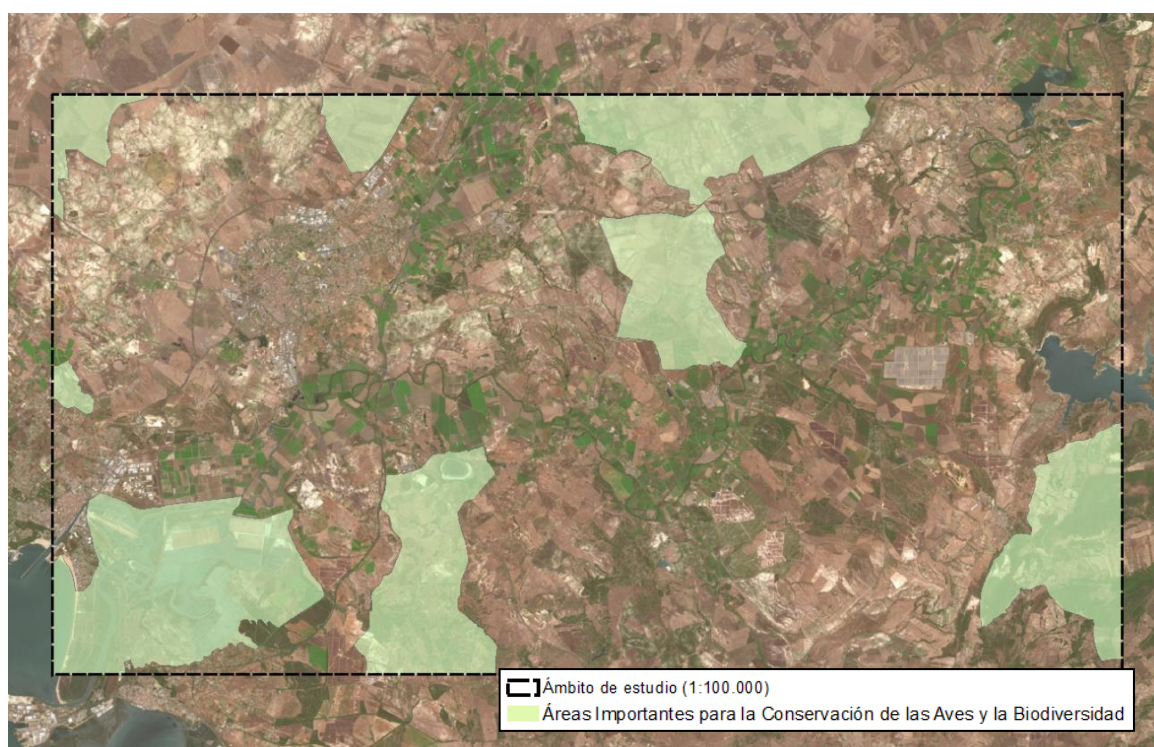 Ámbito de estudio (1:100.000)
Áreas Importantes para la Conservación de las Aves y la Biodiversidad